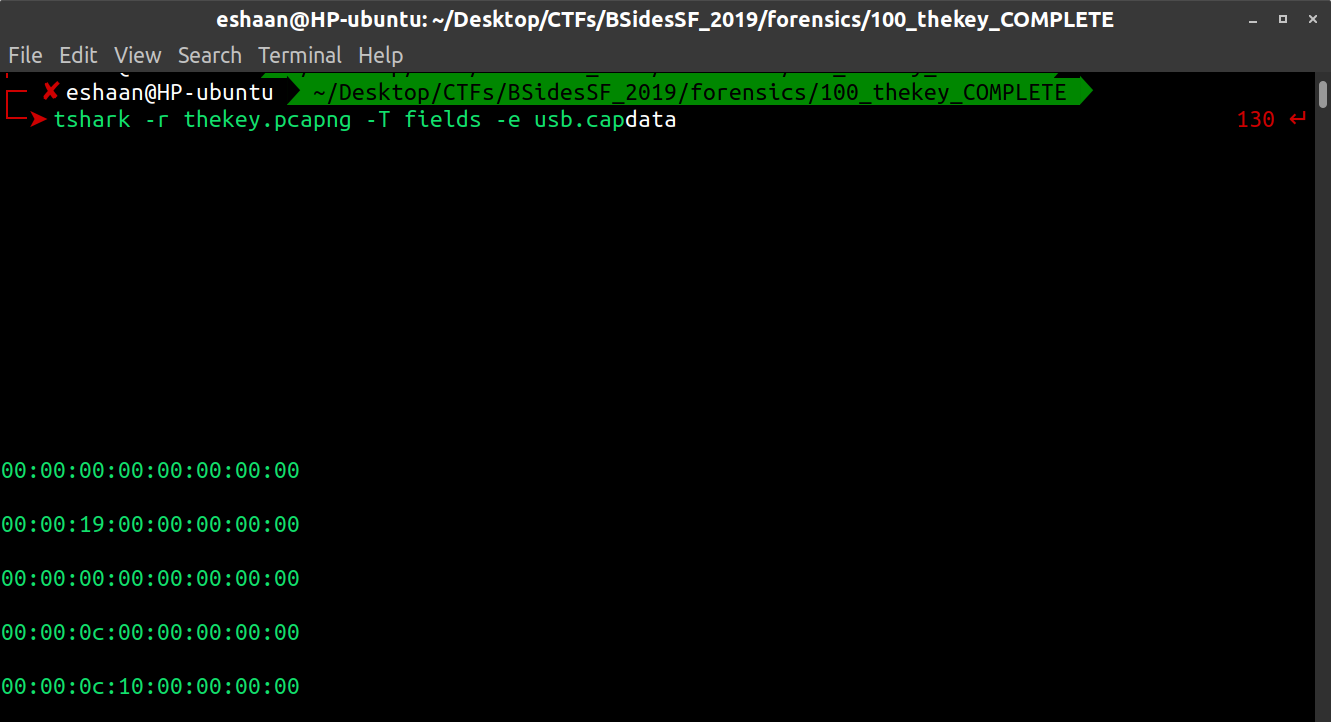 eshaan@HP-ubuntu: ~/Desktop/CTFs/BSidesSF_2019/forensics/100_thekey_COMPLETE
File Edit View Search Terminal Help
✘ eshaan@HP-ubuntu ~/Desktop/CTFs/BSidesSF_2019/forensics/100_thekey_COMPLETE
tshark -r thekey.pcapng -T fields -e usb.capdata 130 ↵
00:00:00:00:00:00:00:00
00:00:19:00:00:00:00:00
00:00:00:00:00:00:00:00
00:00:0c:00:00:00:00:00
00:00:0c:10:00:00:00:00